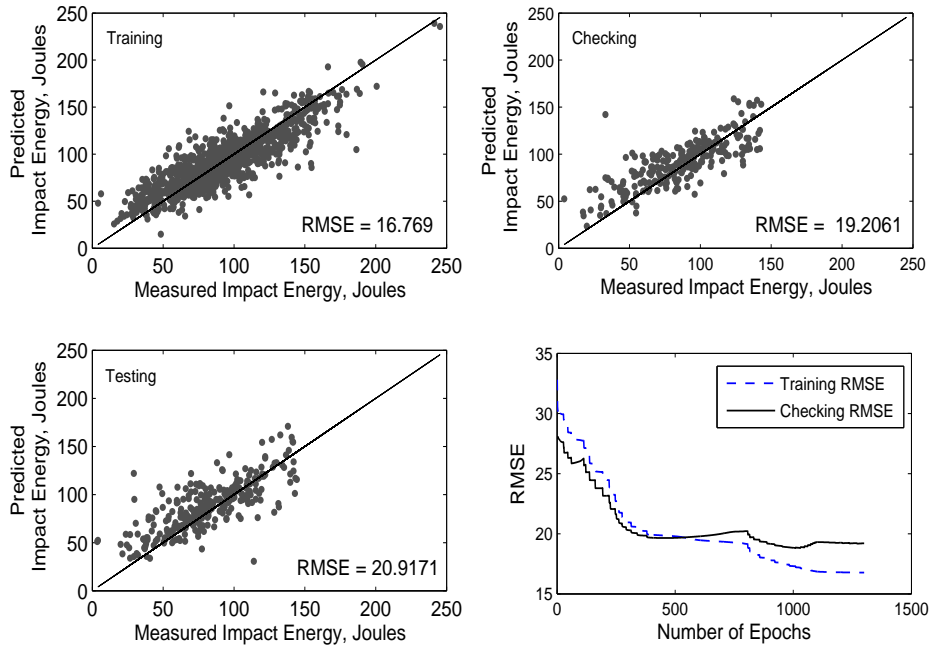 250
200
150
100
50
0
Predicted
Impact Energy, Joules
Training
RMSE = 16.769
0 50 100 150 200 250
Measured Impact Energy, Joules
250
200
150
100
50
0
Predicted
Impact Energy, Joules
Checking
RMSE = 19.2061
0 50 100 150 200 250
Measured Impact Energy, Joules
250
200
150
100
50
0
Predicted
Impact Energy, Joules
Testing
RMSE = 20.9171
0 50 100 150 200 250
Measured Impact Energy, Joules
35
30
25
20
15
RMSE
Training RMSE
Checking RMSE
0 500 1000 1500
Number of Epochs